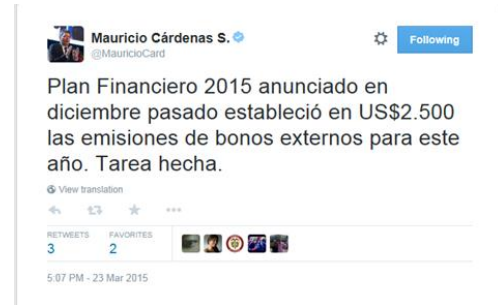 Mauricio Cárdenas S.
@MauricioCard
Following
Plan Financiero 2015 anunciado en
diciembre pasado estableció en US$2.500
las emisiones de bonos externos para este
año. Tarea hecha.
View translation
RETWEETS FAVORITES
3 2
5:07 PM - 23 Mar 2015